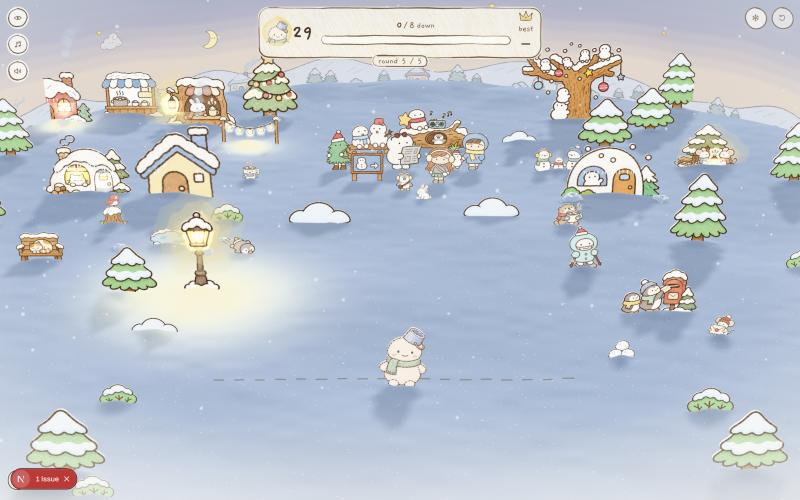 29
0 / 8 down
best
—
round 5 / 5
N 1 Issue ×